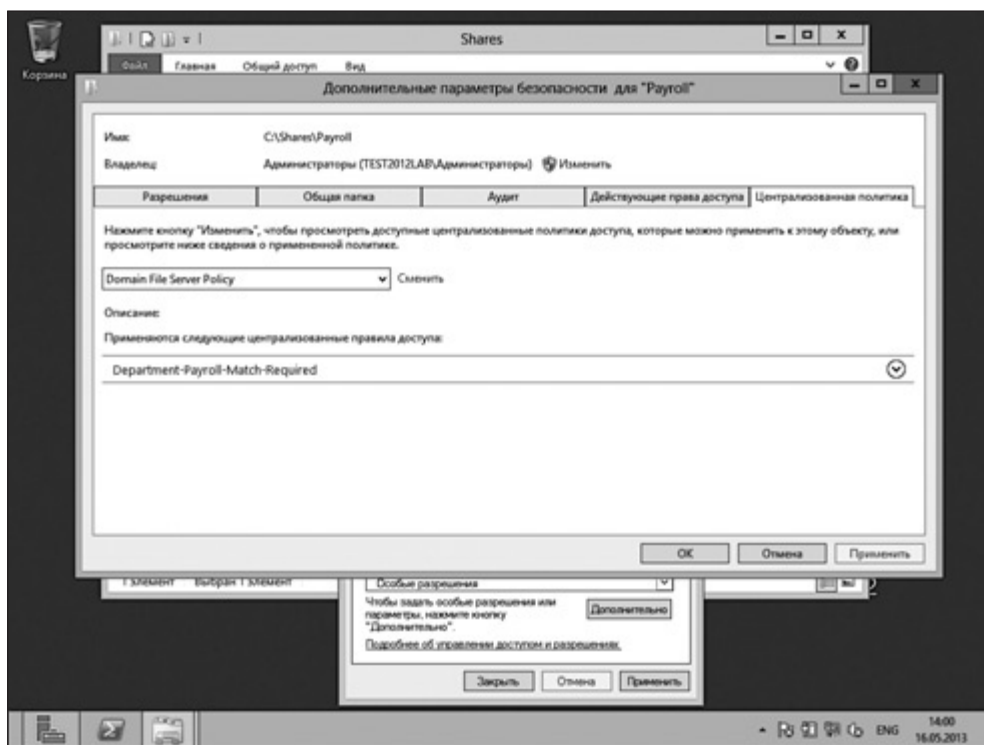 Корзина
Shares
Файл Главная Общий доступ Вид
Дополнительные параметры безопасности для "Payroll"
Имя: C:\Shares\Payroll
Владелец: Администраторы (TEST2012LAB\Администраторы) Изменить
Разрешения Общая папка Аудит Действующие права доступа Централизованная политика
Нажмите кнопку "Изменить", чтобы просмотреть доступные централизованные политики доступа, которые можно применить к этому объекту, или
просмотрите ниже сведения о примененной политике.
Domain File Server Policy Сменить
Описание:
Применяются следующие централизованные правила доступа:
Department-Payroll-Match-Required
OK Отмена Применить
1 элемент Выбран 1 элемент
Особые разрешения
Чтобы задать особые разрешения или
параметры, нажмите кнопку
"Дополнительно".
Дополнительно
Подробнее об управлении доступом и разрешениях.
Закрыть Отмена Применить
ENG
14:00
16.05.2013